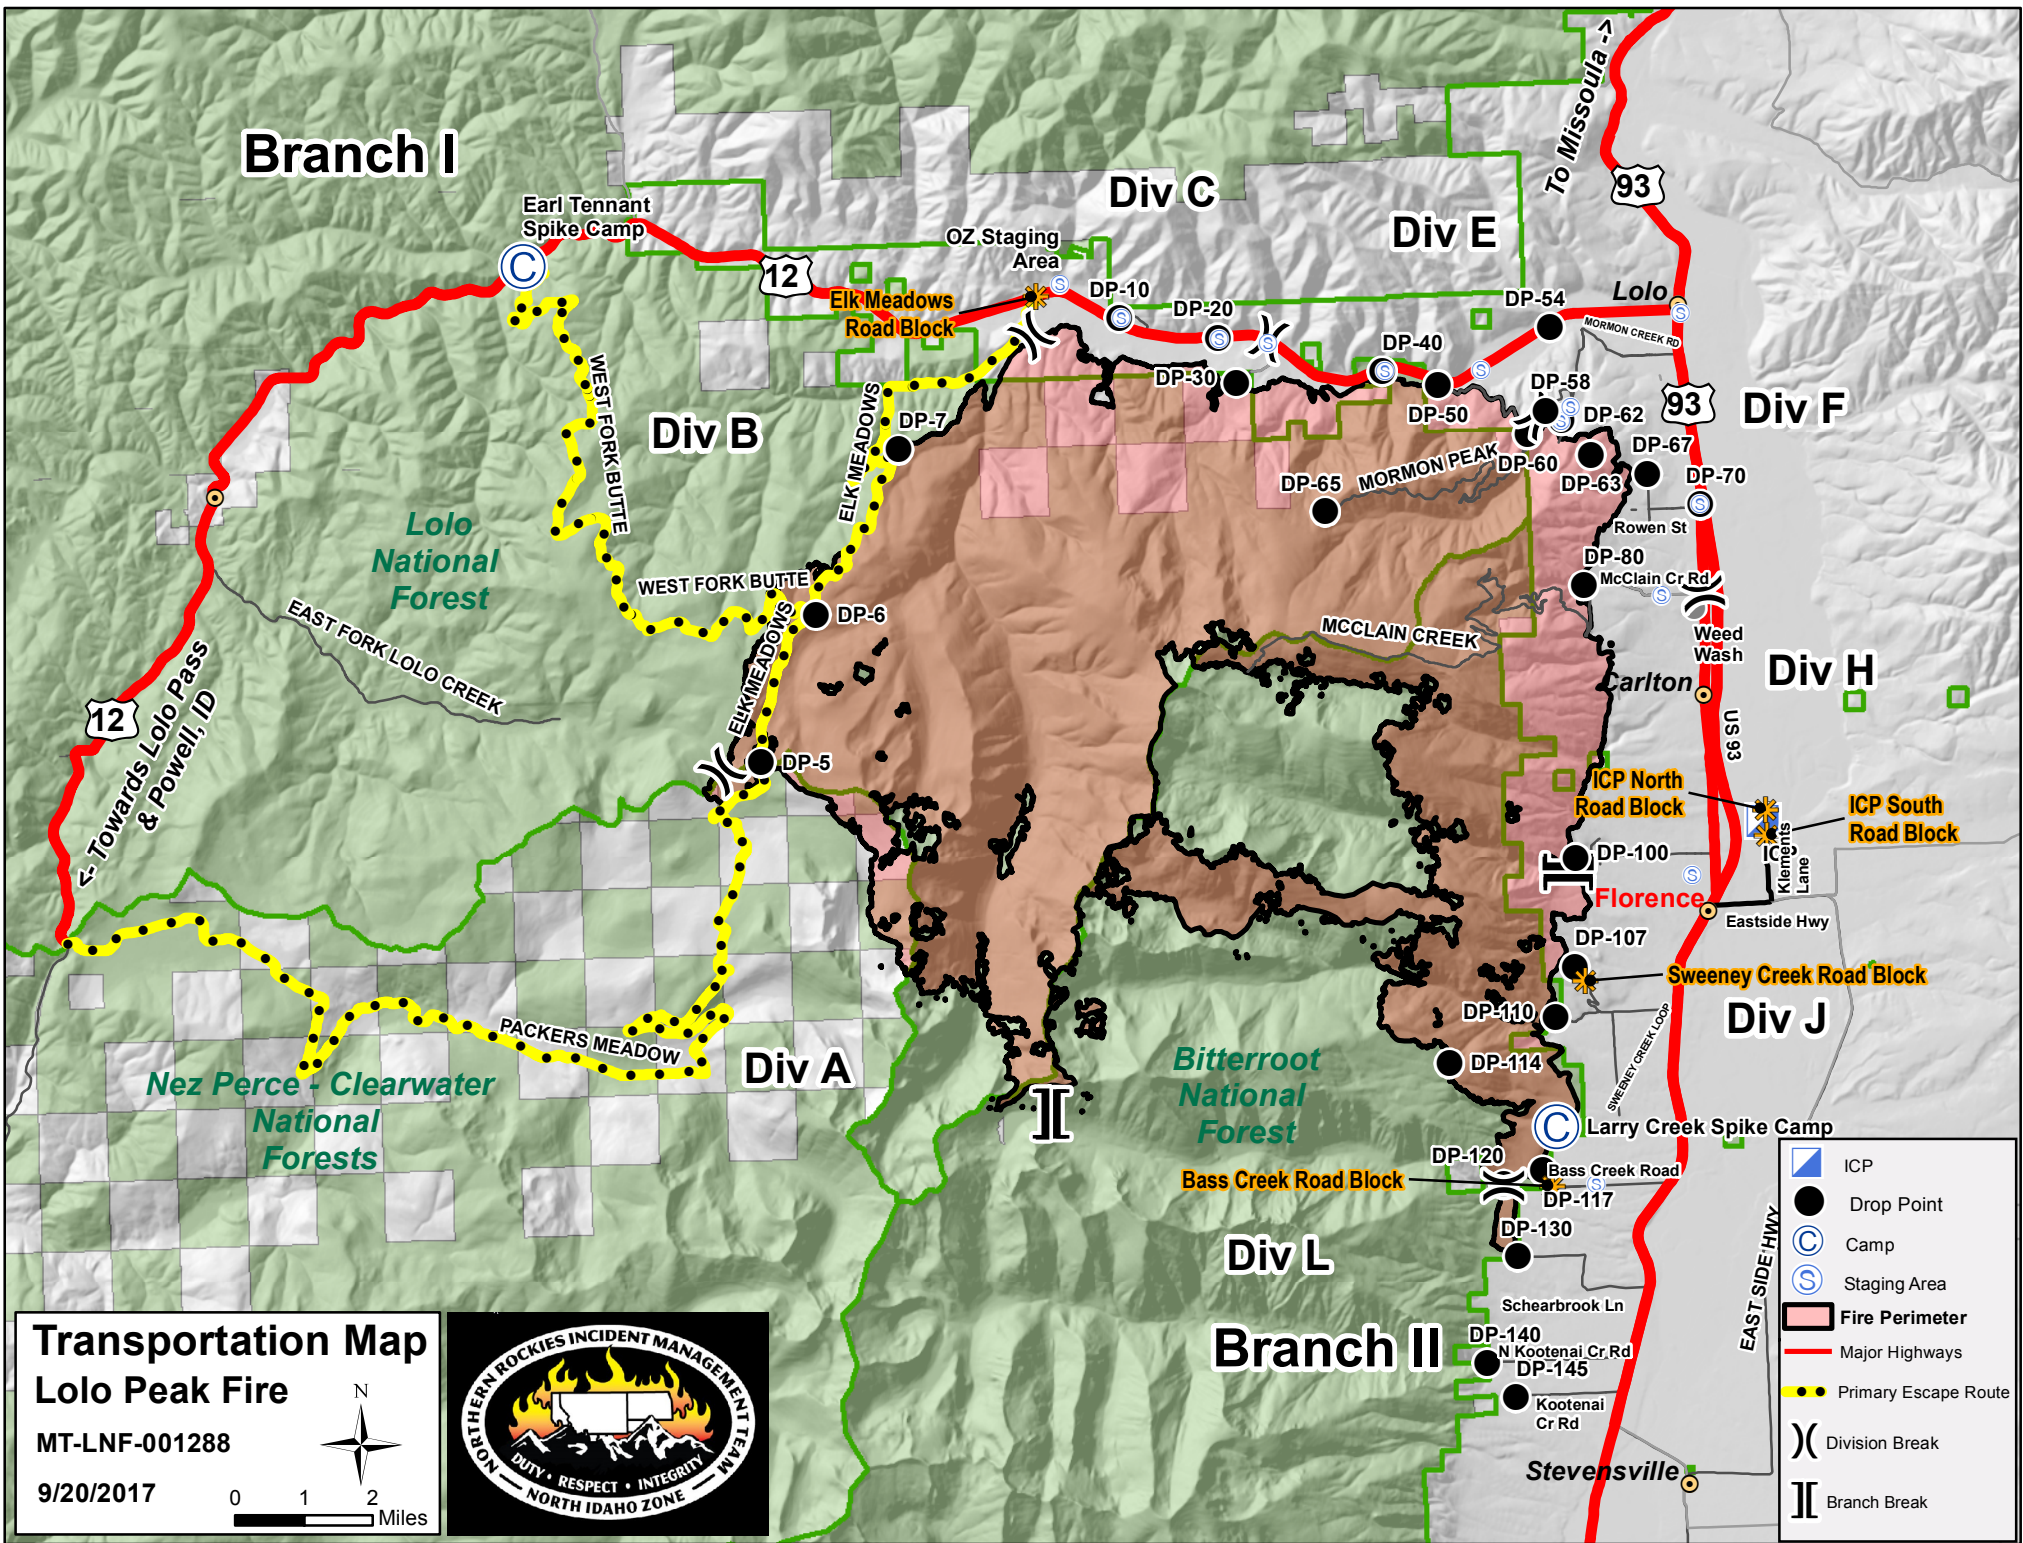 Branch I
Earl Tennant
Spike Camp
12
Div C
OZ Staging
Area
Div E
To Missoula ->
93
Elk Meadows
Road Block
DP-10
DP-20
DP-54
Lolo
MORMON CREEK RD
DP-40
DP-30
DP-50
DP-58
DP-62
93
Div F
WEST FORK BUTTE
Div B
ELK MEADOWS
DP-7
MORMON PEAK
DP-60
DP-67
DP-63
DP-70
DP-65
Rowen St
Lolo
National
Forest
DP-80
McClain Cr Rd
WEST FORK BUTTE
DP-6
EAST FORK LOLO CREEK
ELK MEADOWS
MCCLAIN CREEK
Weed
Wash
Carlton
Div H
12
<- Towards Lolo Pass
& Powell, ID
DP-5
US 93
ICP North
Road Block
ICP South
Road Block
ICP
Klements
Lane
DP-100
Florence
Eastside Hwy
DP-107
Sweeney Creek Road Block
DP-110
Div J
SWEENEY CREEK LOOP
PACKERS MEADOW
Div A
Nez Perce - Clearwater
National
Forests
Bitterroot
National
Forest
DP-114
Larry Creek Spike Camp
DP-120
Bass Creek Road
Bass Creek Road Block
DP-117
DP-130
Div L
EAST SIDE HWY
Schearbrook Ln
Branch II
DP-140
N Kootenai Cr Rd
DP-145
Kootenai
Cr Rd
Stevensville
ICP
Drop Point
C
Camp
S
Staging Area
Fire Perimeter
Major Highways
Primary Escape Route
Division Break
Branch Break
Transportation Map
Lolo Peak Fire
MT-LNF-001288
9/20/2017
N
0 1 2
Miles
NORTHERN ROCKIES INCIDENT MANAGEMENT TEAM
DUTY • RESPECT • INTEGRITY
NORTH IDAHO ZONE